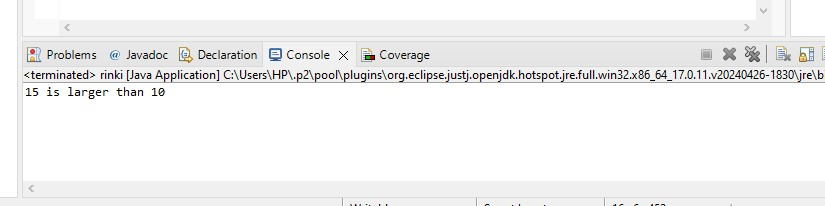 Problems @ Javadoc Declaration Console Coverage
<terminated> rinki [Java Application] C:\Users\HP\.p2\pool\plugins\org.eclipse.justj.openjdk.hotspot.jre.full.win32.x86_64_17.0.11.v20240426-1830\jre\b
15 is larger than 10